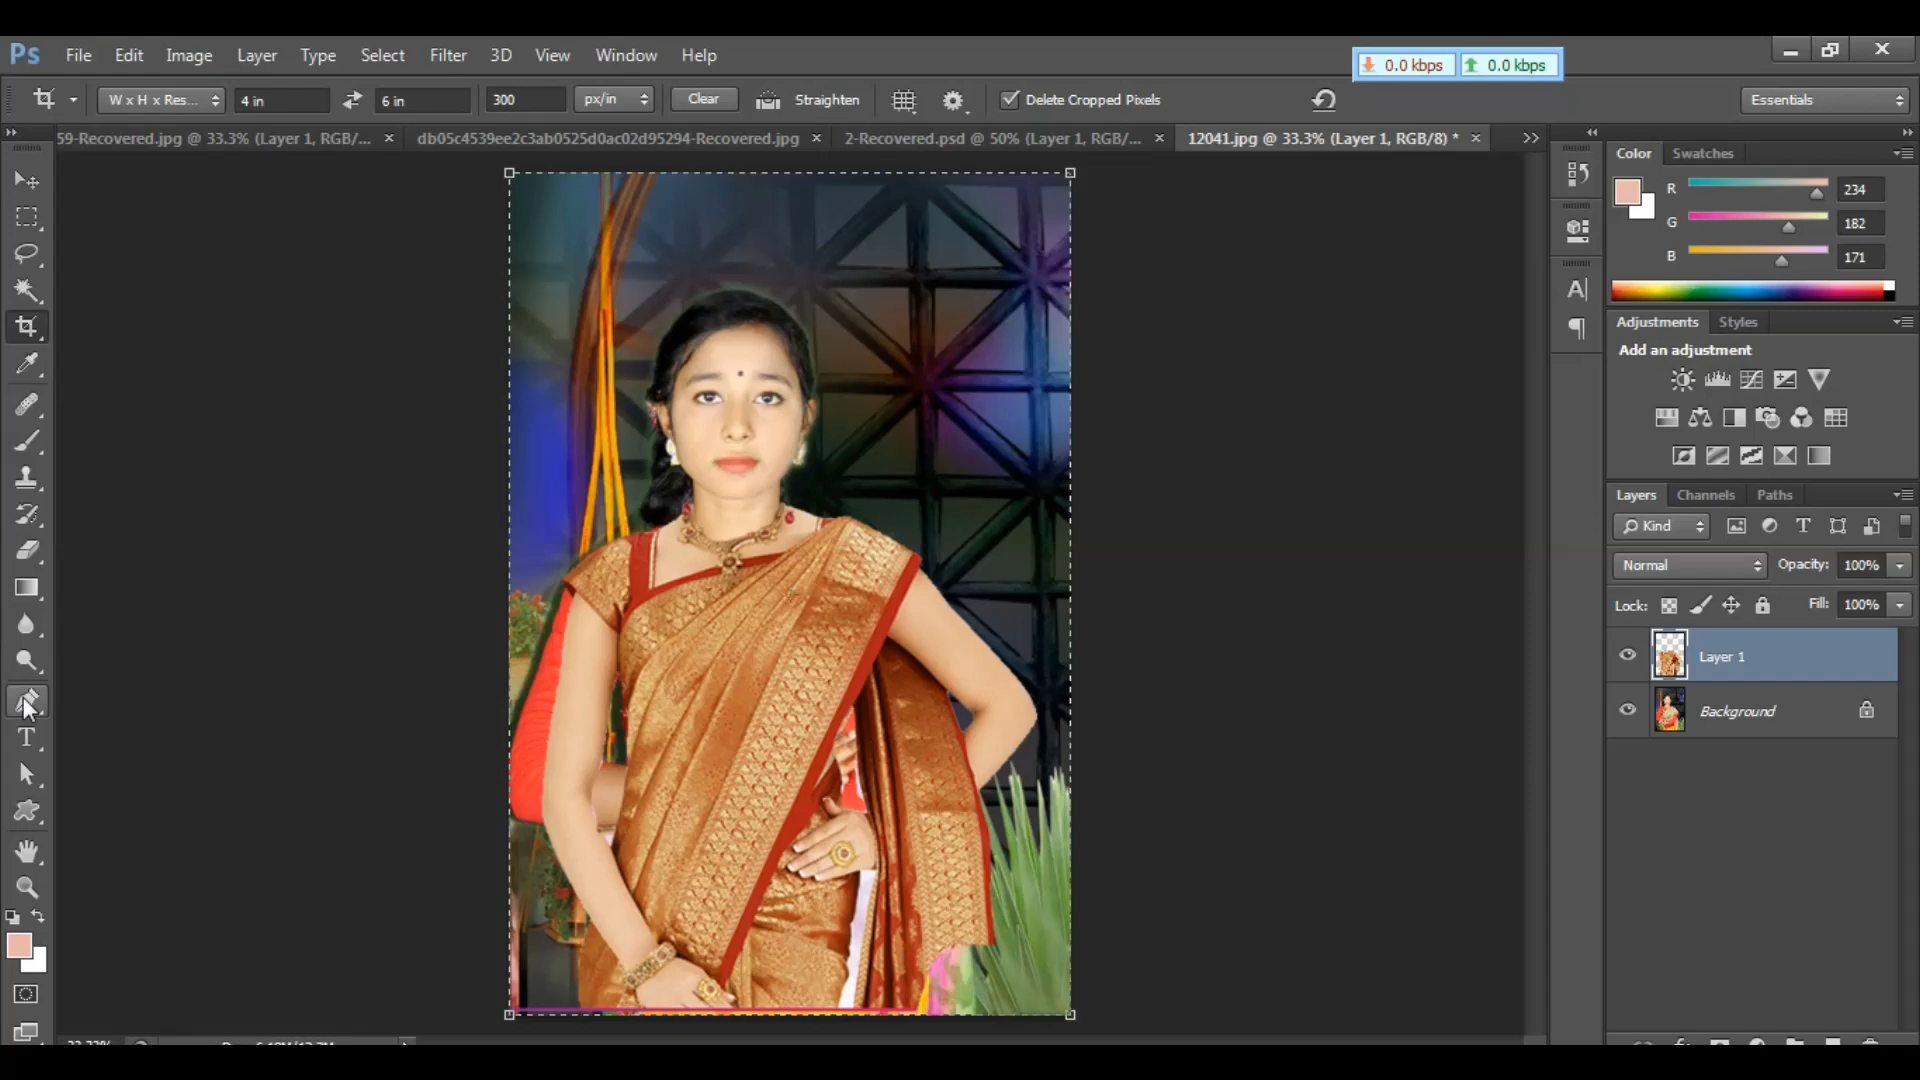 Ps File Edit Image Layer Type Select Filter 3D View Window Help
0.0 kbps 0.0 kbps
W x H x Res... 4 in 6 in 300 px/in Clear Straighten Delete Cropped Pixels Essentials
59-Recovered.jpg @ 33.3% (Layer 1, RGB/... × db05c4539ee2c3ab0525d0ac02d95294-Recovered.jpg × 2-Recovered.psd @ 50% (Layer 1, RGB/... × 12041.jpg @ 33.3% (Layer 1, RGB/8) * ×
Color Swatches
R 234
G 182
B 171
Adjustments Styles
Add an adjustment
Layers Channels Paths
Kind
Normal Opacity: 100%
Lock: Fill: 100%
Layer 1
Background